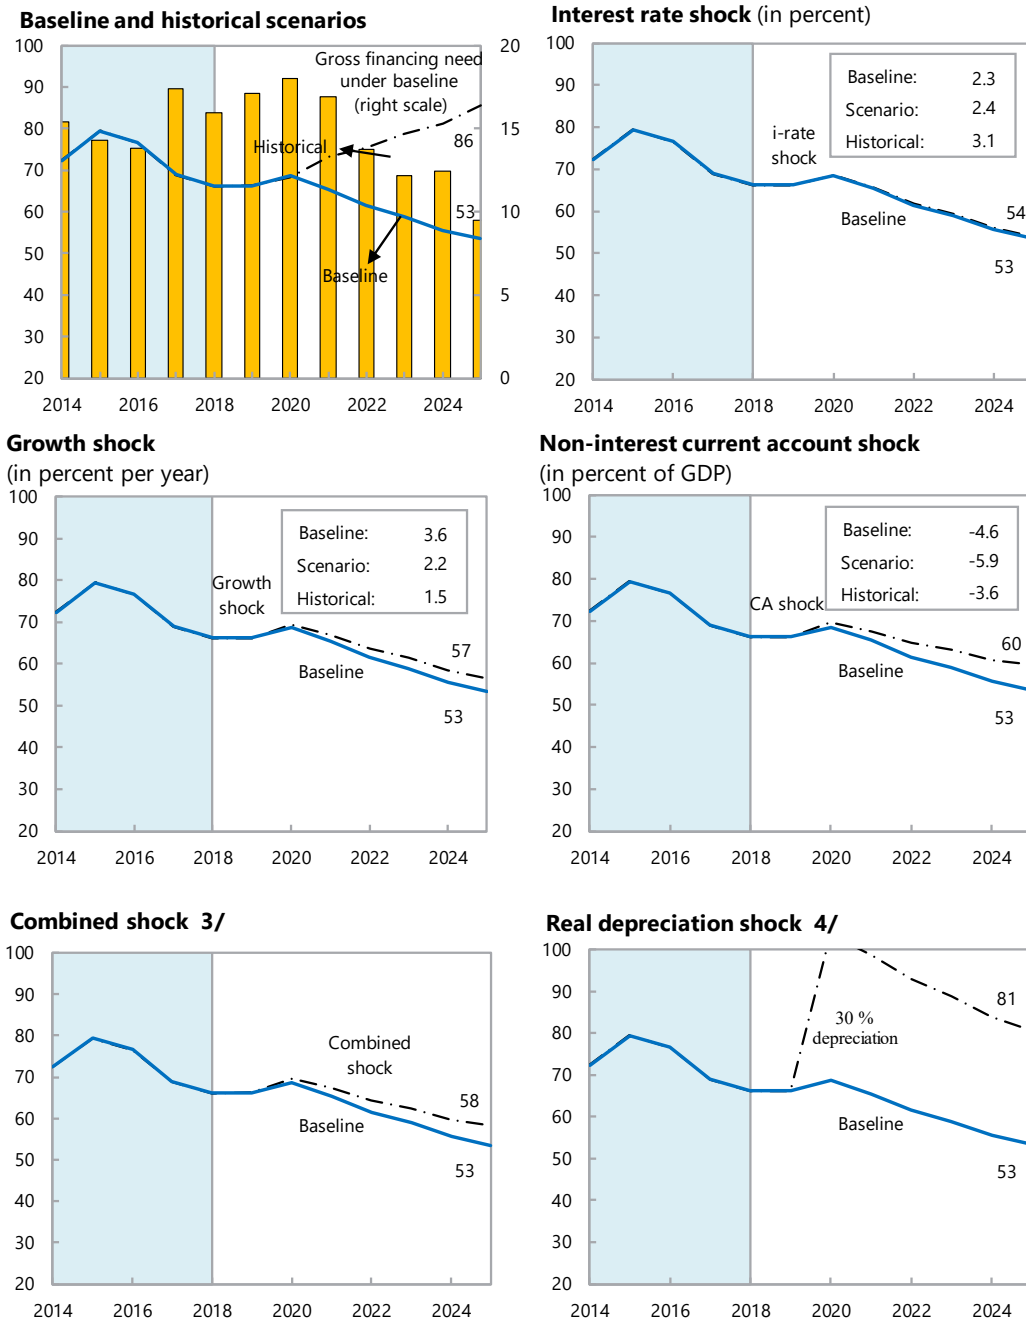 Baseline and historical scenarios
100
90
80
70
60
50
40
30
20
20
15
10
5
0
Gross financing need
under baseline
(right scale)
Historical
86
53
Baseline
2014 2016 2018 2020 2022 2024
Interest rate shock (in percent)
100
90
80
70
60
50
40
30
20
Baseline: 2.3
Scenario: 2.4
Historical: 3.1
i-rate
shock
Baseline
54
53
2014 2016 2018 2020 2022 2024
Growth shock
(in percent per year)
100
90
80
70
60
50
40
30
20
Baseline: 3.6
Scenario: 2.2
Historical: 1.5
Growth
shock
57
Baseline
53
2014 2016 2018 2020 2022 2024
Non-interest current account shock
(in percent of GDP)
100
90
80
70
60
50
40
30
20
Baseline: -4.6
Scenario: -5.9
Historical: -3.6
CA shock
60
Baseline
53
2014 2016 2018 2020 2022 2024
Combined shock 3/
100
90
80
70
60
50
40
30
20
Combined
shock
58
Baseline
53
2014 2016 2018 2020 2022 2024
Real depreciation shock 4/
100
90
80
70
60
50
40
30
20
81
30 %
depreciation
Baseline
53
2014 2016 2018 2020 2022 2024